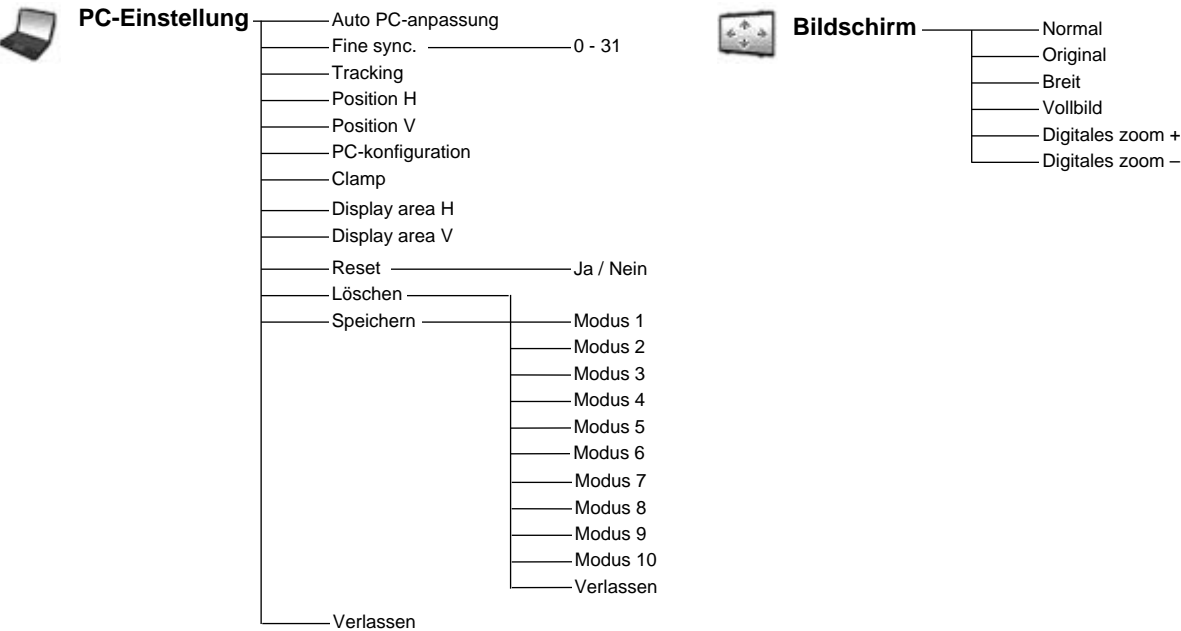 PC-Einstellung
Auto PC-anpassung
Fine sync.
0 - 31
Tracking
Position H
Position V
PC-konfiguration
Clamp
Display area H
Display area V
Reset
Ja / Nein
Löschen
Speichern
Modus 1
Modus 2
Modus 3
Modus 4
Modus 5
Modus 6
Modus 7
Modus 8
Modus 9
Modus 10
Verlassen
Verlassen
Bildschirm
Normal
Original
Breit
Vollbild
Digitales zoom +
Digitales zoom –